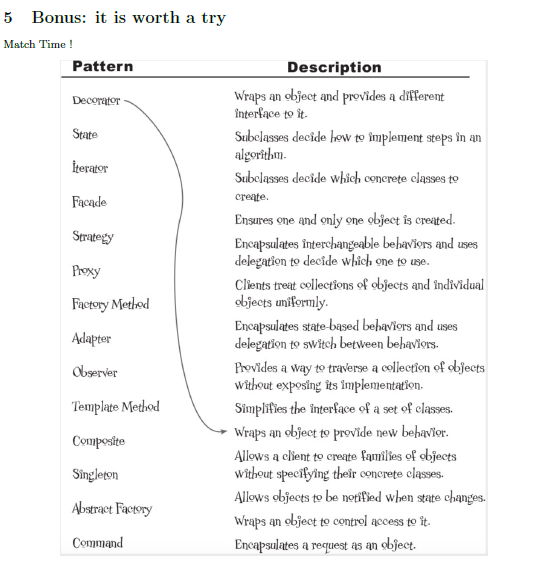 5 Bonus: it is worth a try
Match Time !
Pattern Description
Decorator
State
Iterator
Facade
Strategy
Proxy
Factory Method
Adapter
Observer
Template Method
Composite
Singleton
Abstract Factory
Command
Wraps an object and provides a different
interface to it.
Subclasses decide how to implement steps in an
algorithm.
Subclasses decide which concrete classes to
create.
Ensures one and only one object is created.
Encapsulates interchangeable behaviors and uses
delegation to decide which one to use.
Clients treat collections of objects and individual
objects uniformly.
Encapsulates state-based behaviors and uses
delegation to switch between behaviors.
Provides a way to traverse a collection of objects
without exposing its implementation.
Simplifies the interface of a set of classes.
Wraps an object to provide new behavior.
Allows a client to create families of objects
without specifying their concrete classes.
Allows objects to be notified when state changes.
Wraps an object to control access to it.
Encapsulates a request as an object.